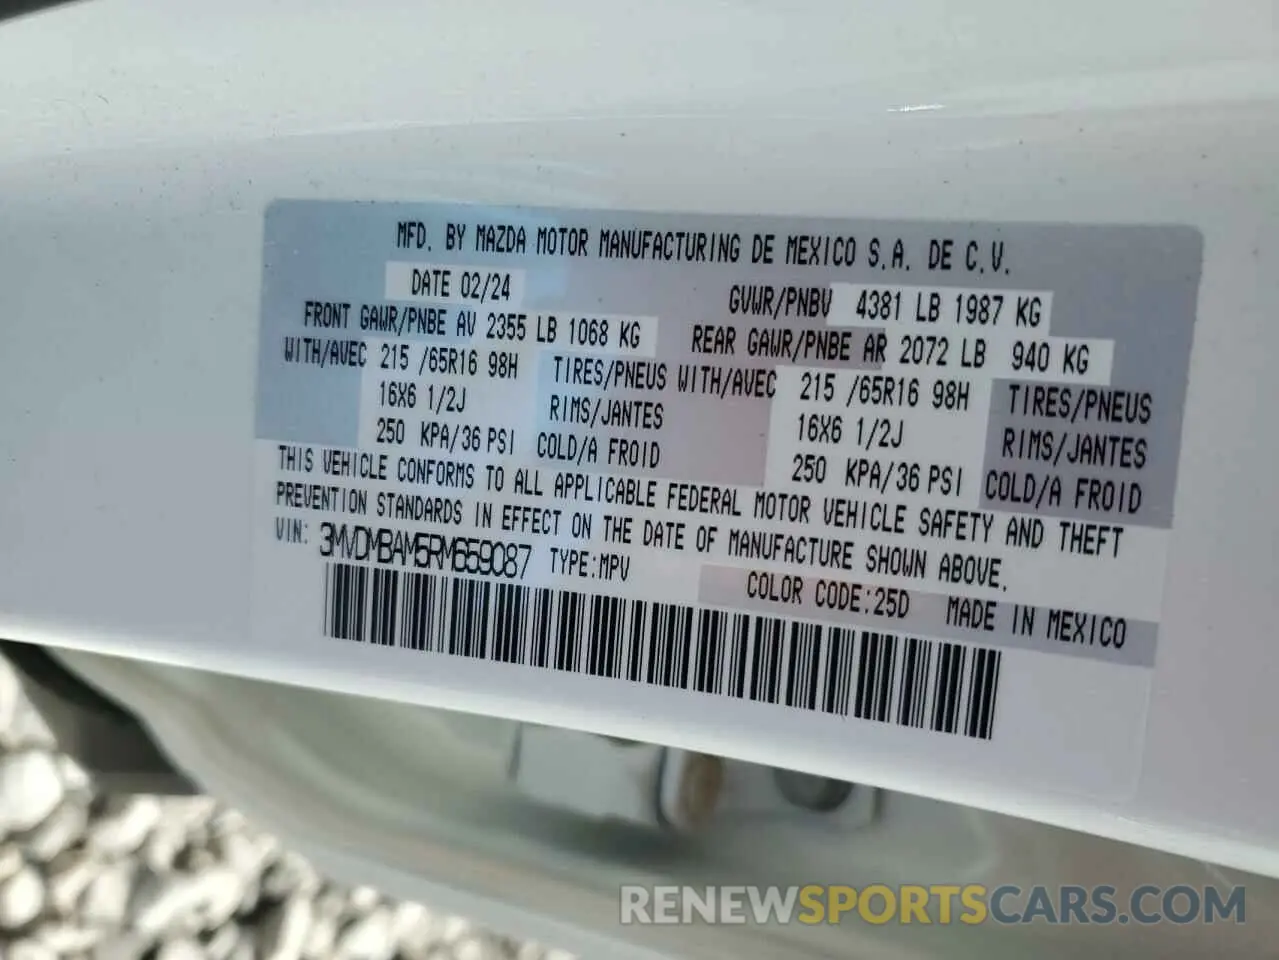 MFD. BY MAZDA MOTOR MANUFACTURING DE MEXICO S.A. DE C.V.
DATE 02/24 GVWR/PNBV 4381 LB 1987 KG
FRONT GAWR/PNBE AV 2355 LB 1068 KG REAR GAWR/PNBE AR 2072 LB 940 KG
WITH/AVEC 215 /65R16 98H TIRES/PNEUS WITH/AVEC 215 /65R16 98H TIRES/PNEUS
16X6 1/2J RIMS/JANTES 16X6 1/2J RIMS/JANTES
250 KPA/36 PSI COLD/A FROID 250 KPA/36 PSI COLD/A FROID
THIS VEHICLE CONFORMS TO ALL APPLICABLE FEDERAL MOTOR VEHICLE SAFETY AND THEFT
PREVENTION STANDARDS IN EFFECT ON THE DATE OF MANUFACTURE SHOWN ABOVE.
VIN: 3MVDMBAM5RM659087 TYPE:MPV
COLOR CODE:25D MADE IN MEXICO
RENEWSPORTSCARS.COM